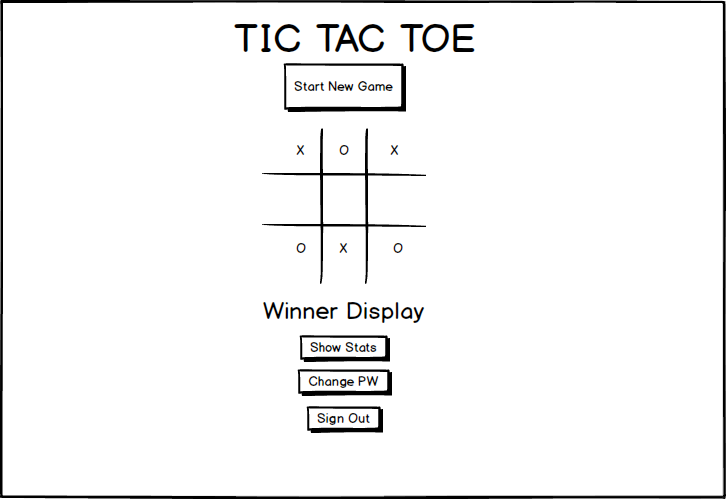 TIC TAC TOE
Start New Game
X O X
O X O
Winner Display
Show Stats
Change PW
Sign Out